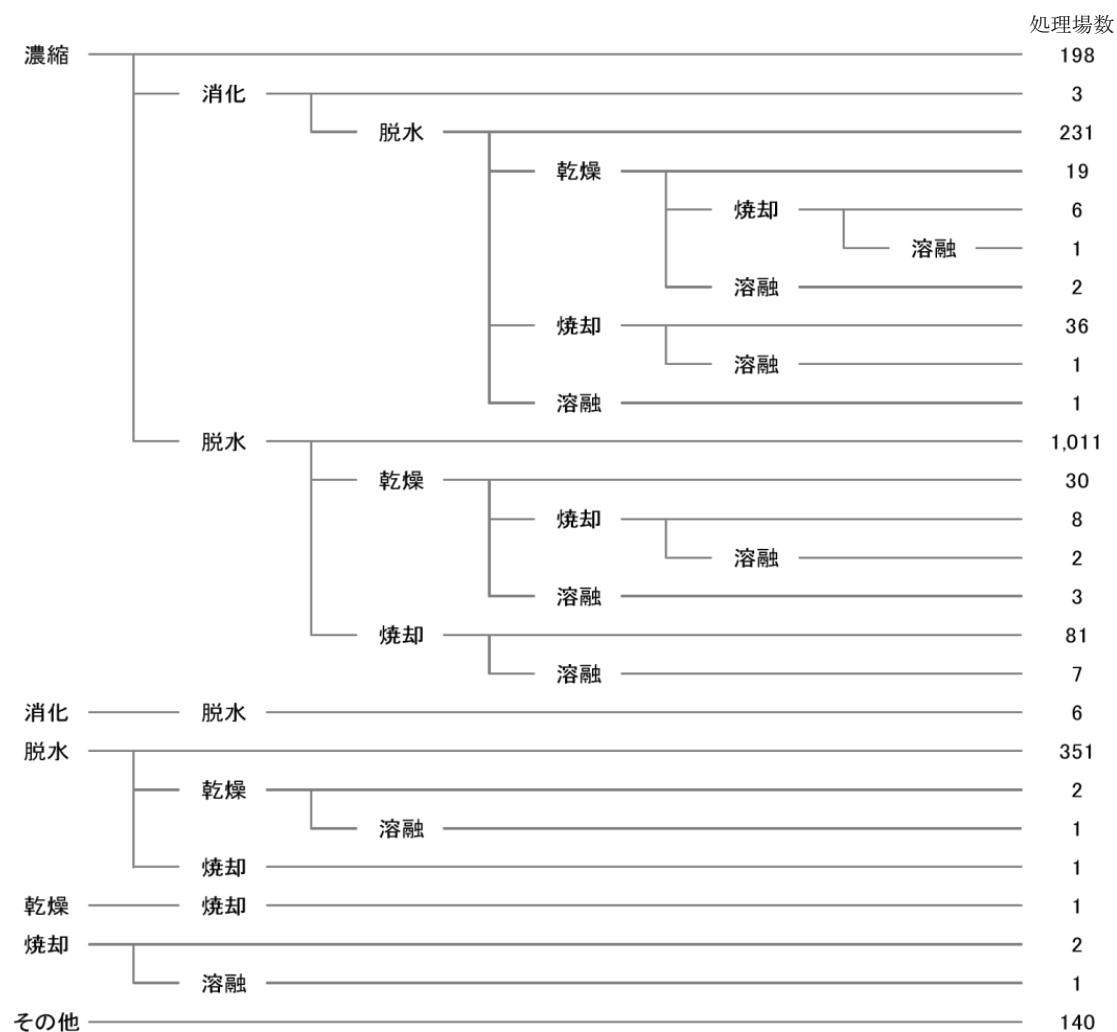 処理場数
濃縮 198
消化 3
脱水 231
乾燥 19
焼却 6
溶融 1
溶融 2
焼却 36
溶融 1
溶融 1
脱水 1,011
乾燥 30
焼却 8
溶融 2
溶融 3
焼却 81
溶融 7
消化 脱水 6
脱水 351
乾燥 2
溶融 1
焼却 1
乾燥 焼却 1
焼却 2
溶融 1
その他 140